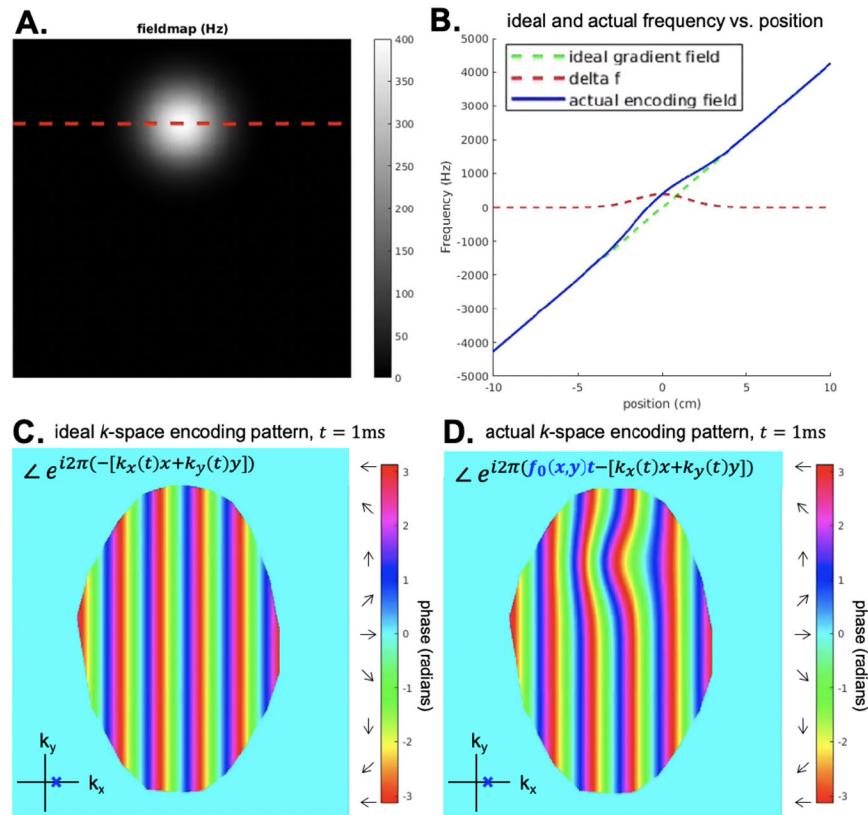 A.
fieldmap (Hz)
400
350
300
250
200
150
100
50
0
B. ideal and actual frequency vs. position
5000
4000
3000
2000
1000
0
-1000
-2000
-3000
-4000
-5000
Frequency (Hz)
ideal gradient field
delta f
actual encoding field
-10 -5 0 5 10
position (cm)
C. ideal k-space encoding pattern, t = 1ms
∠ e^{i2π(−[k_x(t)x+k_y(t)y])}
3
2
1
0
-1
-2
-3
phase (radians)
k_y
k_x
D. actual k-space encoding pattern, t = 1ms
∠ e^{i2π(f_0(x,y)t−[k_x(t)x+k_y(t)y])}
3
2
1
0
-1
-2
-3
phase (radians)
k_y
k_x